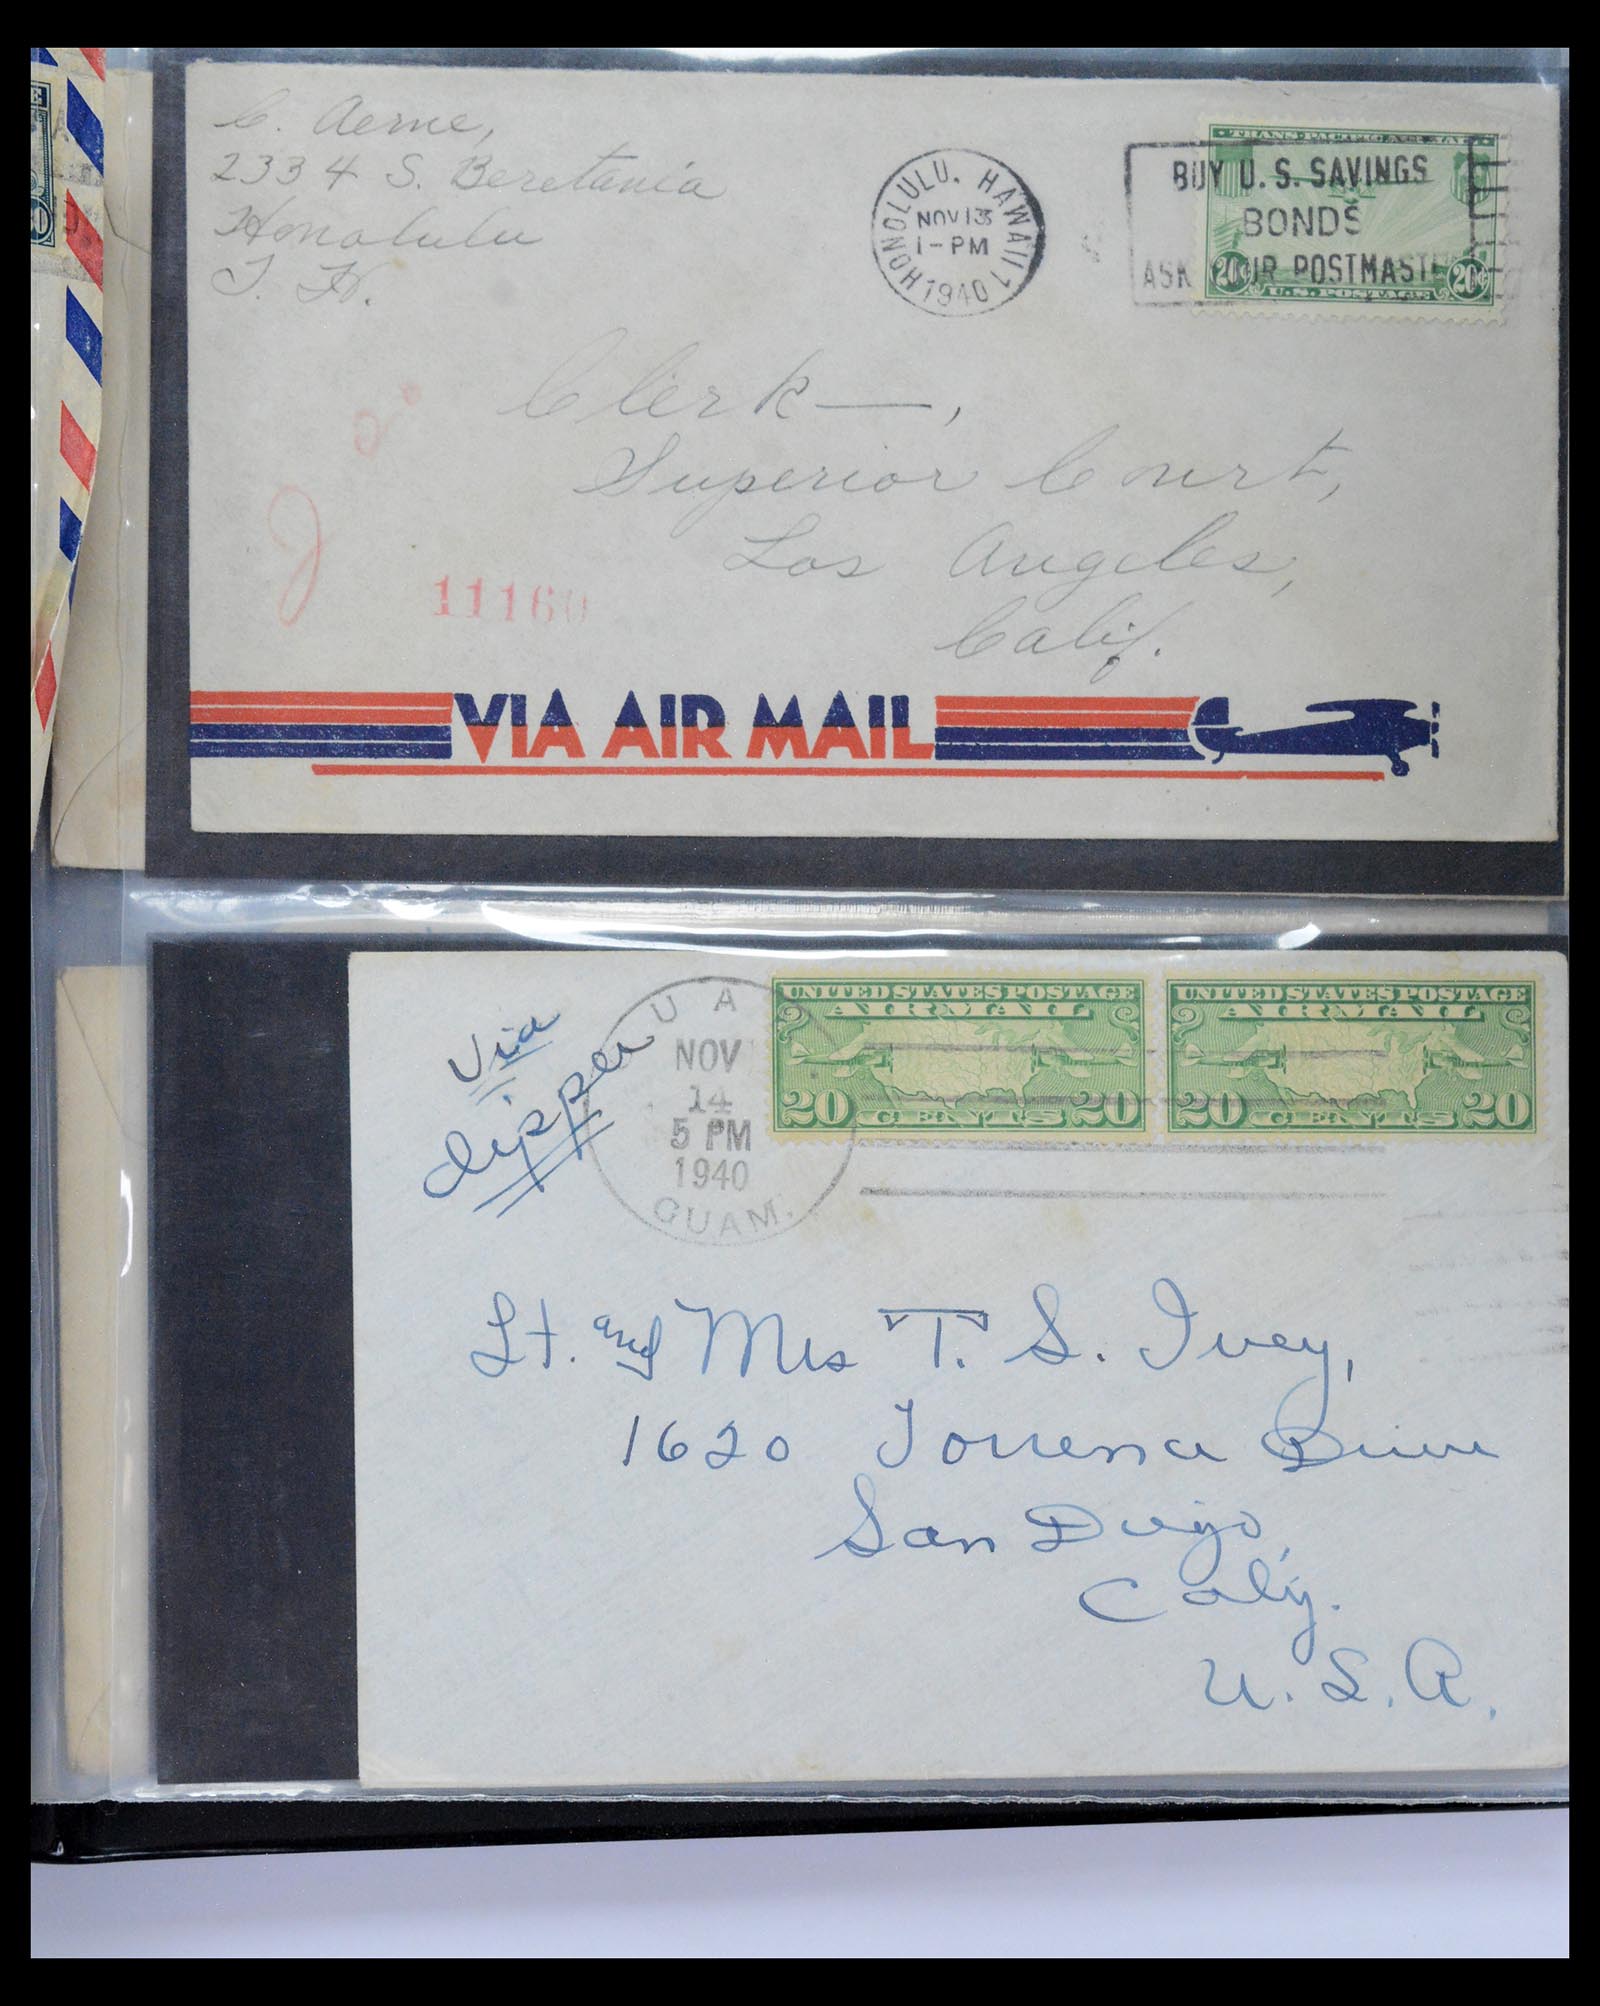 C. Aerne,
2334 S. Beretania
Honolulu
T. H.
HONOLULU. HAWAII 1
NOV 13
1-PM
1940
TRANS-PACIFIC AIR MAIL
BUY U. S. SAVINGS
BONDS
ASK YOUR POSTMASTER
20¢ 20¢
U.S. POSTAGE
Clerk —,
Superior Court,
Los Angeles,
Calif.
11160
VIA AIR MAIL
Via
clipper
NOV
14
5 PM
1940
GUAM.
UNITED STATES POSTAGE
AIR MAIL
20 CENTS 20
UNITED STATES POSTAGE
AIR MAIL
20 CENTS 20
Lt. and Mrs T. S. Ivey,
1620
San Diego,
Calif.
U. S. A.